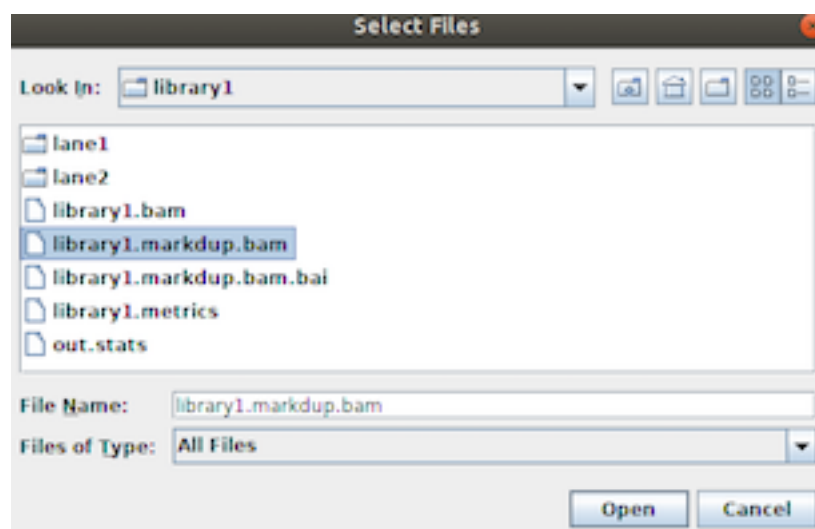 Select Files
Look In: library1
lane1
lane2
library1.bam
library1.markdup.bam
library1.markdup.bam.bai
library1.metrics
out.stats
File Name: library1.markdup.bam
Files of Type: All Files
Open Cancel